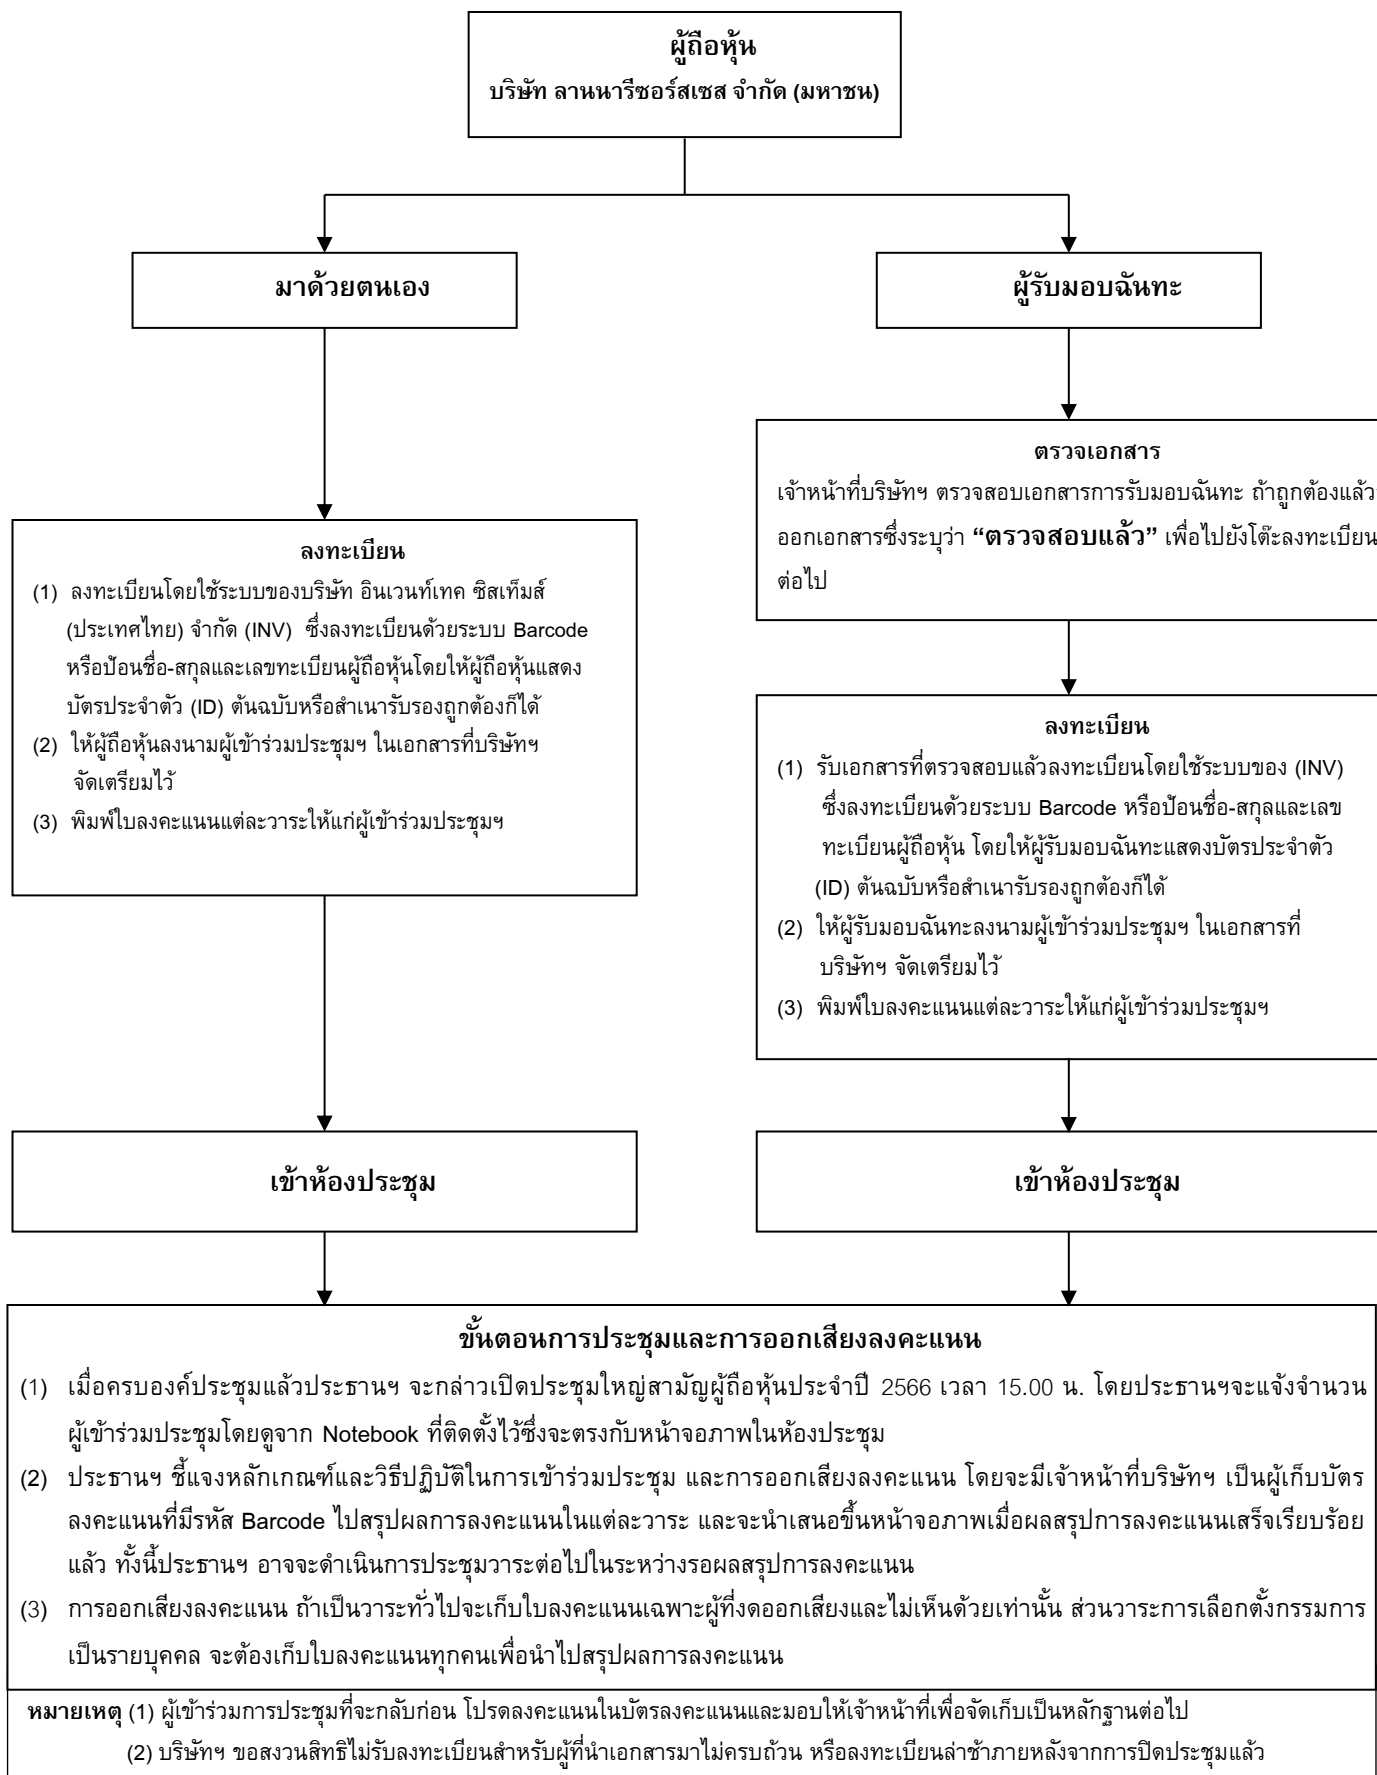 ผู้ถือหุ้น
บริษัท ลานนารีซอร์สเซส จำกัด (มหาชน)
มาด้วยตนเอง
ผู้รับมอบฉันทะ
ตรวจเอกสาร
เจ้าหน้าที่บริษัทฯ ตรวจสอบเอกสารการรับมอบฉันทะ ถ้าถูกต้องแล้ว
ออกเอกสารซึ่งระบุว่า “ตรวจสอบแล้ว” เพื่อไปยังโต๊ะลงทะเบียน
ต่อไป
ลงทะเบียน
(1) ลงทะเบียนโดยใช้ระบบของบริษัท อินเวนท์เทค ซิสเท็มส์
(ประเทศไทย) จำกัด (INV) ซึ่งลงทะเบียนด้วยระบบ Barcode
หรือป้อนชื่อ-สกุลและเลขทะเบียนผู้ถือหุ้นโดยให้ผู้ถือหุ้นแสดง
บัตรประจำตัว (ID) ต้นฉบับหรือสำเนารับรองถูกต้องก็ได้
(2) ให้ผู้ถือหุ้นลงนามผู้เข้าร่วมประชุมฯ ในเอกสารที่บริษัทฯ
จัดเตรียมไว้
(3) พิมพ์ใบลงคะแนนแต่ละวาระให้แก่ผู้เข้าร่วมประชุมฯ
ลงทะเบียน
(1) รับเอกสารที่ตรวจสอบแล้วลงทะเบียนโดยใช้ระบบของ (INV)
ซึ่งลงทะเบียนด้วยระบบ Barcode หรือป้อนชื่อ-สกุลและเลข
ทะเบียนผู้ถือหุ้น โดยให้ผู้รับมอบฉันทะแสดงบัตรประจำตัว
(ID) ต้นฉบับหรือสำเนารับรองถูกต้องก็ได้
(2) ให้ผู้รับมอบฉันทะลงนามผู้เข้าร่วมประชุมฯ ในเอกสารที่
บริษัทฯ จัดเตรียมไว้
(3) พิมพ์ใบลงคะแนนแต่ละวาระให้แก่ผู้เข้าร่วมประชุมฯ
เข้าห้องประชุม
เข้าห้องประชุม
ขั้นตอนการประชุมและการออกเสียงลงคะแนน
(1) เมื่อครบองค์ประชุมแล้วประธานฯ จะกล่าวเปิดประชุมใหญ่สามัญผู้ถือหุ้นประจำปี 2566 เวลา 15.00 น. โดยประธานฯจะแจ้งจำนวน
ผู้เข้าร่วมประชุมโดยดูจาก Notebook ที่ติดตั้งไว้ซึ่งจะตรงกับหน้าจอภาพในห้องประชุม
(2) ประธานฯ ชี้แจงหลักเกณฑ์และวิธีปฏิบัติในการเข้าร่วมประชุม และการออกเสียงลงคะแนน โดยจะมีเจ้าหน้าที่บริษัทฯ เป็นผู้เก็บบัตร
ลงคะแนนที่มีรหัส Barcode ไปสรุปผลการลงคะแนนในแต่ละวาระ และจะนำเสนอขึ้นหน้าจอภาพเมื่อผลสรุปการลงคะแนนเสร็จเรียบร้อย
แล้ว ทั้งนี้ประธานฯ อาจจะดำเนินการประชุมวาระต่อไปในระหว่างรอผลสรุปการลงคะแนน
(3) การออกเสียงลงคะแนน ถ้าเป็นวาระทั่วไปจะเก็บใบลงคะแนนเฉพาะผู้ที่งดออกเสียงและไม่เห็นด้วยเท่านั้น ส่วนวาระการเลือกตั้งกรรมการ
เป็นรายบุคคล จะต้องเก็บใบลงคะแนนทุกคนเพื่อนำไปสรุปผลการลงคะแนน
หมายเหตุ (1) ผู้เข้าร่วมการประชุมที่จะกลับก่อน โปรดลงคะแนนในบัตรลงคะแนนและมอบให้เจ้าหน้าที่เพื่อจัดเก็บเป็นหลักฐานต่อไป
(2) บริษัทฯ ขอสงวนสิทธิไม่รับลงทะเบียนสำหรับผู้ที่นำเอกสารมาไม่ครบถ้วน หรือลงทะเบียนล่าช้าภายหลังจากการปิดประชุมแล้ว